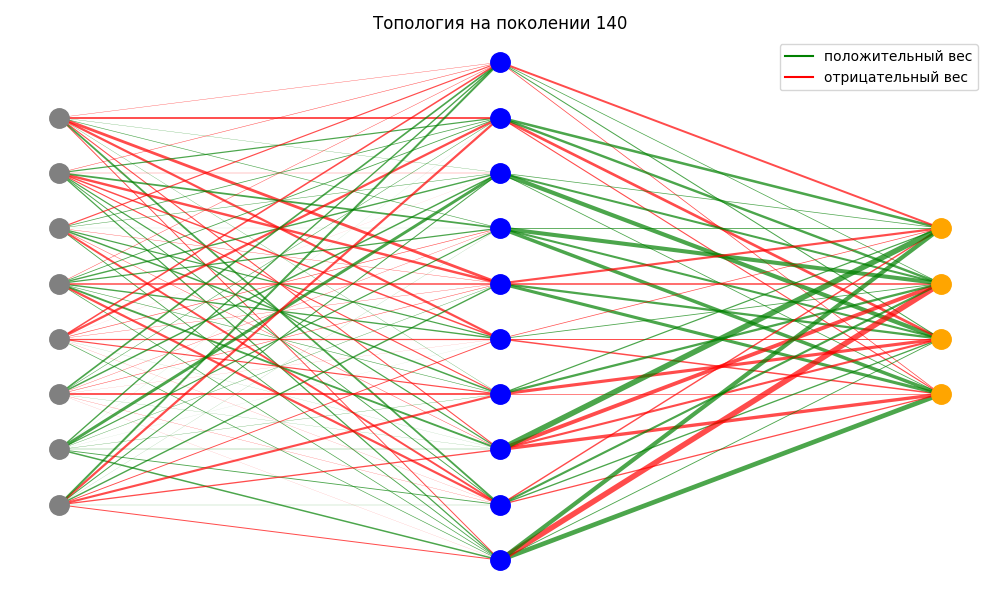 Топология на поколении 140
положительный вес
отрицательный вес